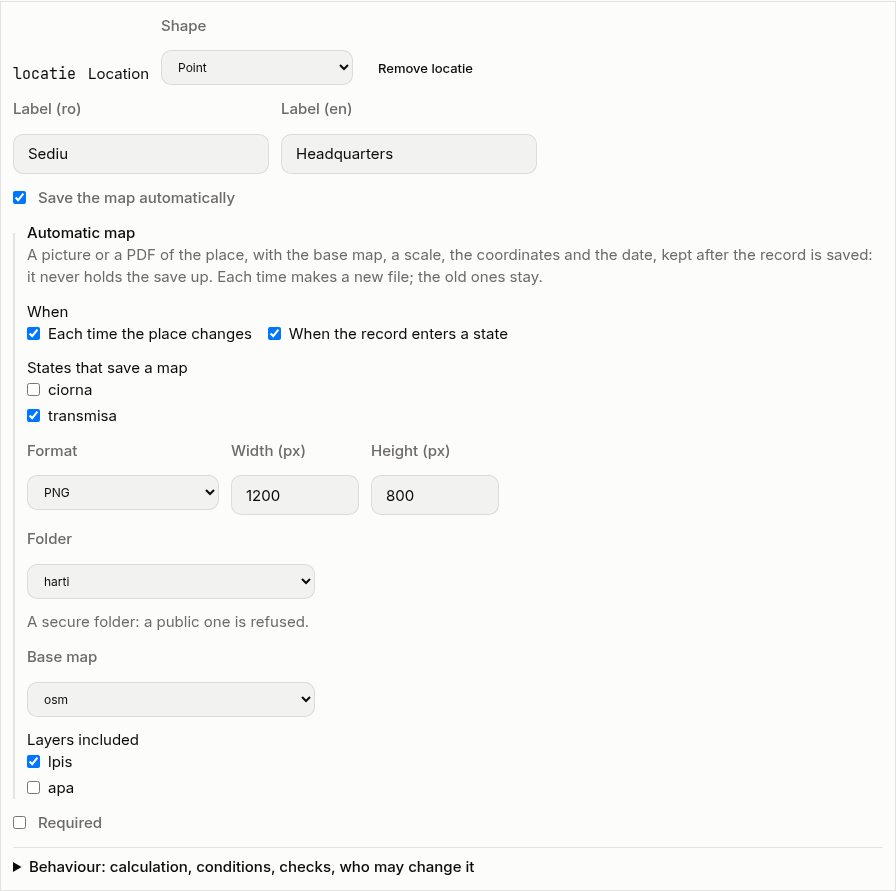 Shape
locatie Location Point Remove locatie
Label (ro) Label (en)
Sediu Headquarters
Save the map automatically
Automatic map
A picture or a PDF of the place, with the base map, a scale, the coordinates and the date, kept after the record is saved:
it never holds the save up. Each time makes a new file; the old ones stay.
When
Each time the place changes When the record enters a state
States that save a map
ciorna
transmisa
Format Width (px) Height (px)
PNG 1200 800
Folder
harti
A secure folder: a public one is refused.
Base map
osm
Layers included
lpis
apa
Required
Behaviour: calculation, conditions, checks, who may change it